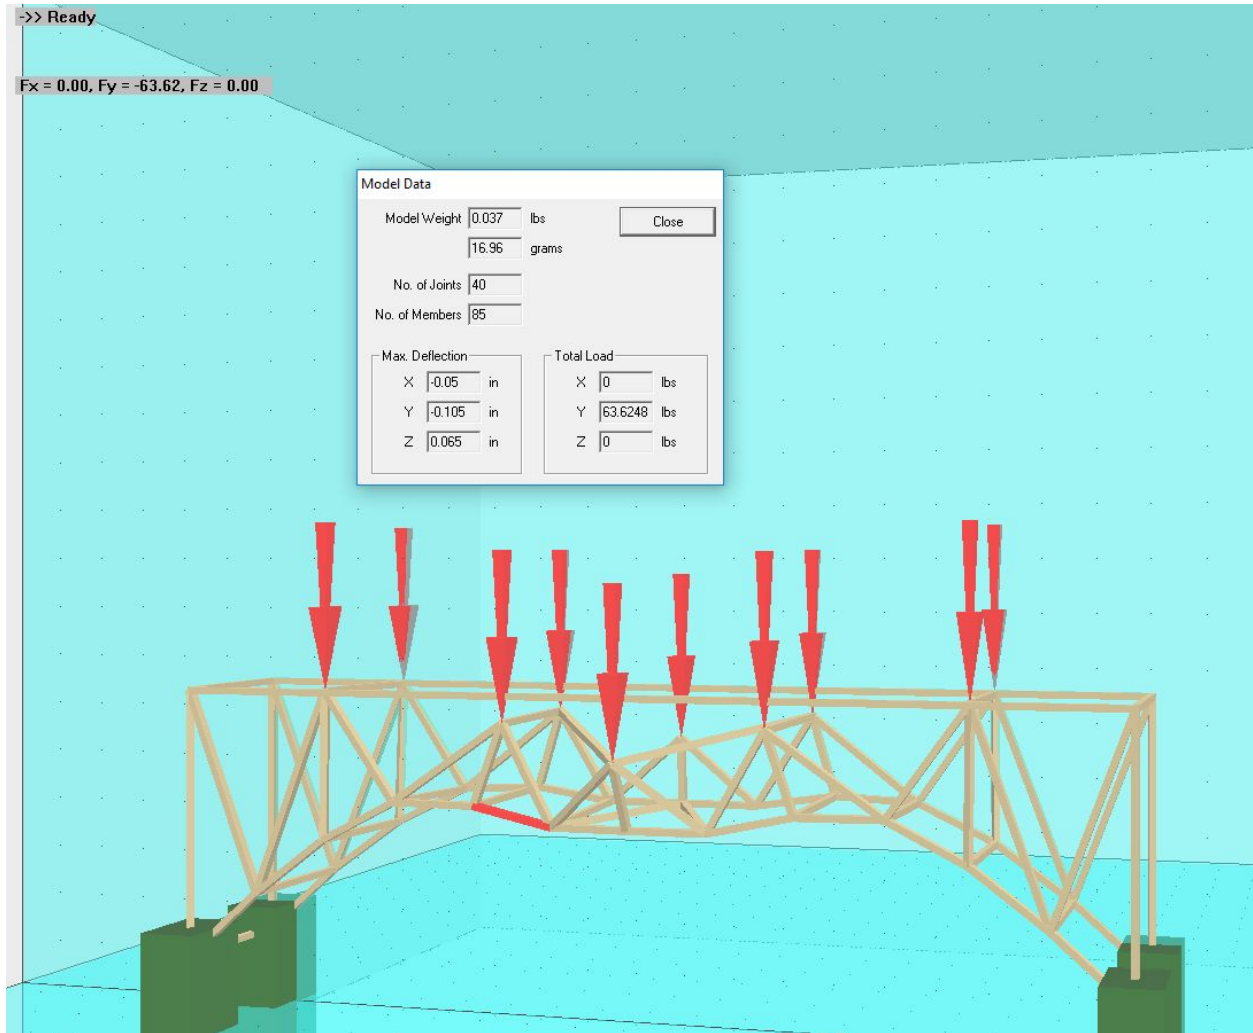 ->> Ready
Fx = 0.00, Fy = -63.62, Fz = 0.00
Model Data
Model Weight 0.037 lbs Close
16.96 grams
No. of Joints 40
No. of Members 85
Max. Deflection Total Load
X -0.05 in X 0 lbs
Y -0.105 in Y 63.6248 lbs
Z 0.065 in Z 0 lbs